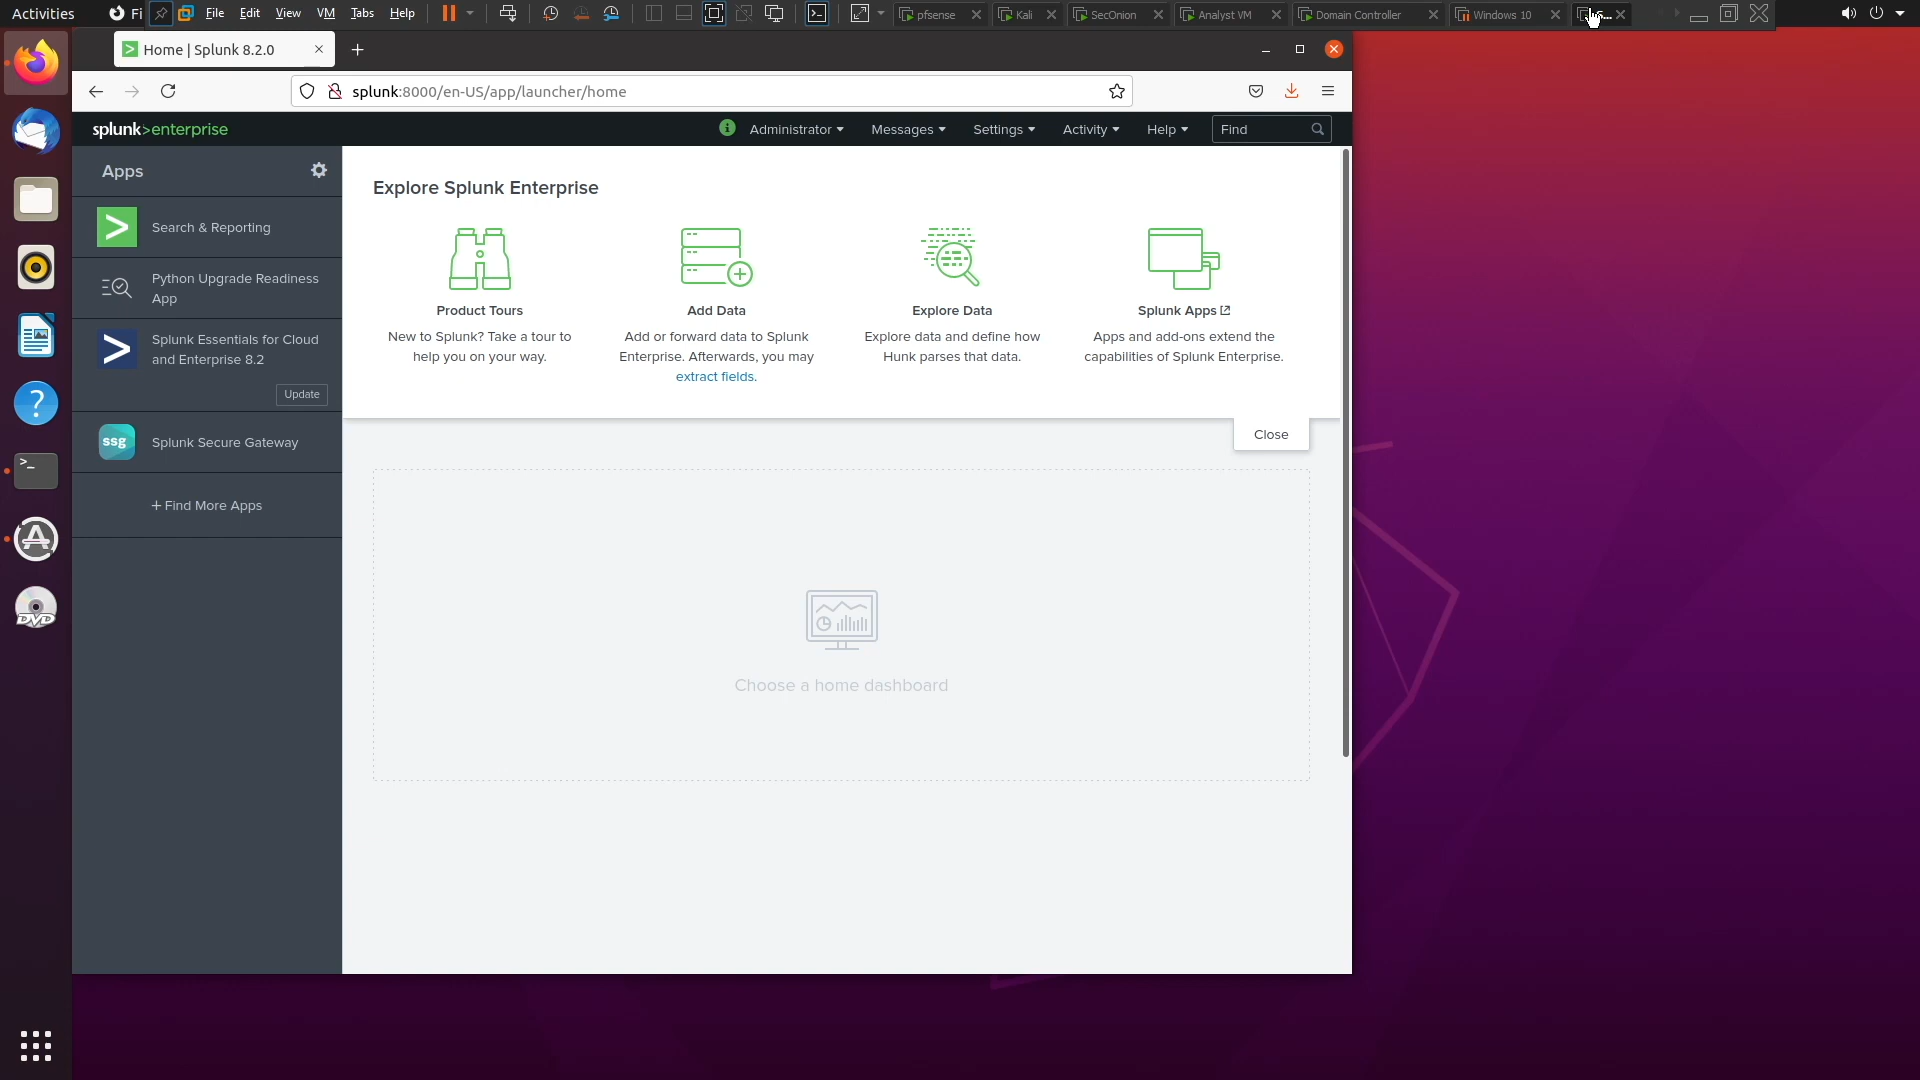 Activities
Fi
File
Edit
View
VM
Tabs
Help
pfsense
Kali
SecOnion
Analyst VM
Domain Controller
Windows 10
Home | Splunk 8.2.0
splunk:8000/en-US/app/launcher/home
splunk>enterprise
i
Administrator
Messages
Settings
Activity
Help
Find
Apps
Search & Reporting
Python Upgrade Readiness
App
Splunk Essentials for Cloud
and Enterprise 8.2
Update
ssg
Splunk Secure Gateway
+ Find More Apps
Explore Splunk Enterprise
Product Tours
New to Splunk? Take a tour to
help you on your way.
Add Data
Add or forward data to Splunk
Enterprise. Afterwards, you may
extract fields.
Explore Data
Explore data and define how
Hunk parses that data.
Splunk Apps
Apps and add-ons extend the
capabilities of Splunk Enterprise.
Close
Choose a home dashboard
DVD